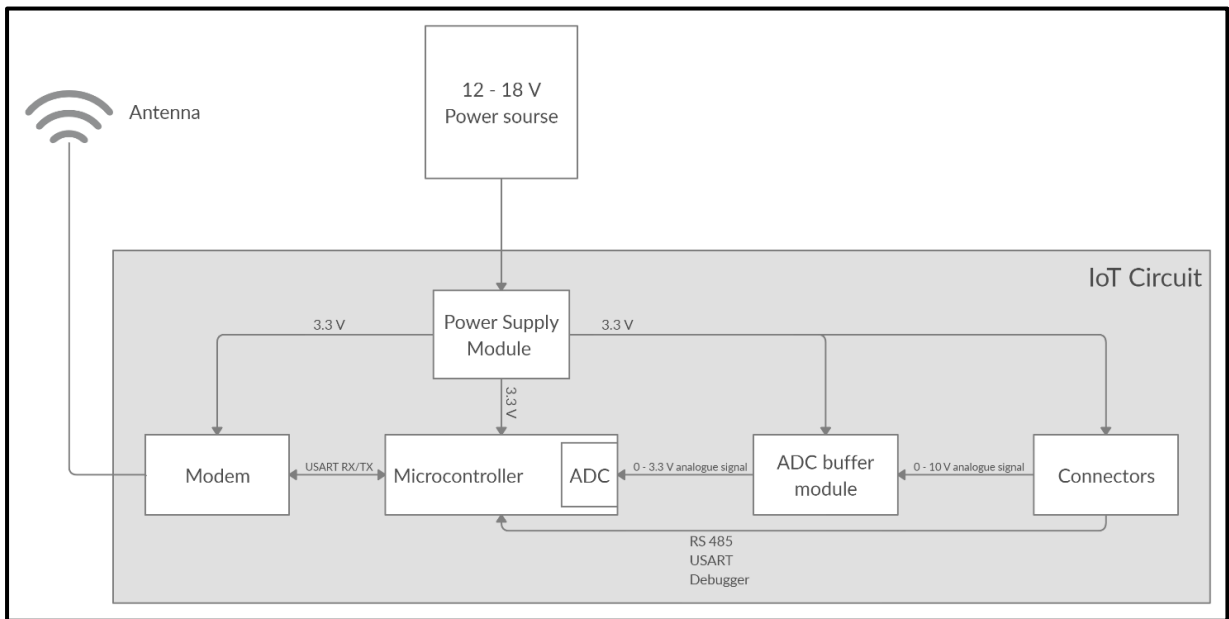 Antenna
12 - 18 V
Power sourse
IoT Circuit
3.3 V
Power Supply
Module
3.3 V
3.3 V
Modem
USART RX/TX
Microcontroller
ADC
0 - 3.3 V analogue signal
ADC buffer
module
0 - 10 V analogue signal
Connectors
RS 485
USART
Debugger